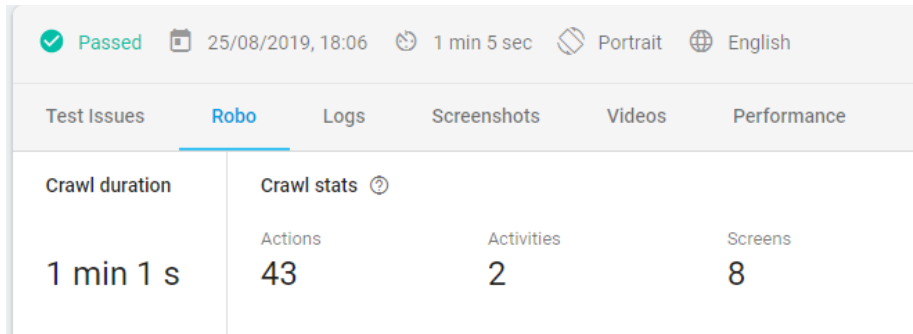 Passed 25/08/2019, 18:06 1 min 5 sec Portrait English
Test Issues Robo Logs Screenshots Videos Performance
Crawl duration Crawl stats
Actions Activities Screens
1 min 1 s 43 2 8